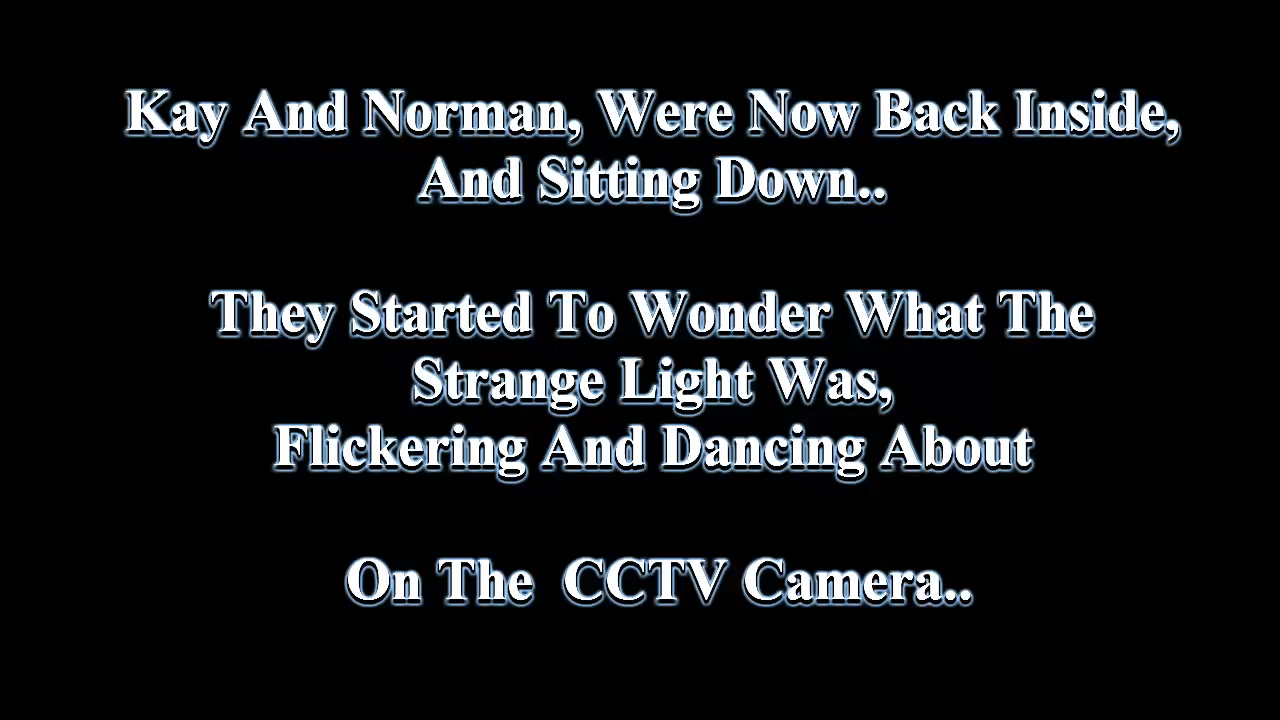 Kay And Norman, Were Now Back Inside,
And Sitting Down..
They Started To Wonder What The
Strange Light Was,
Flickering And Dancing About
On The  CCTV Camera..